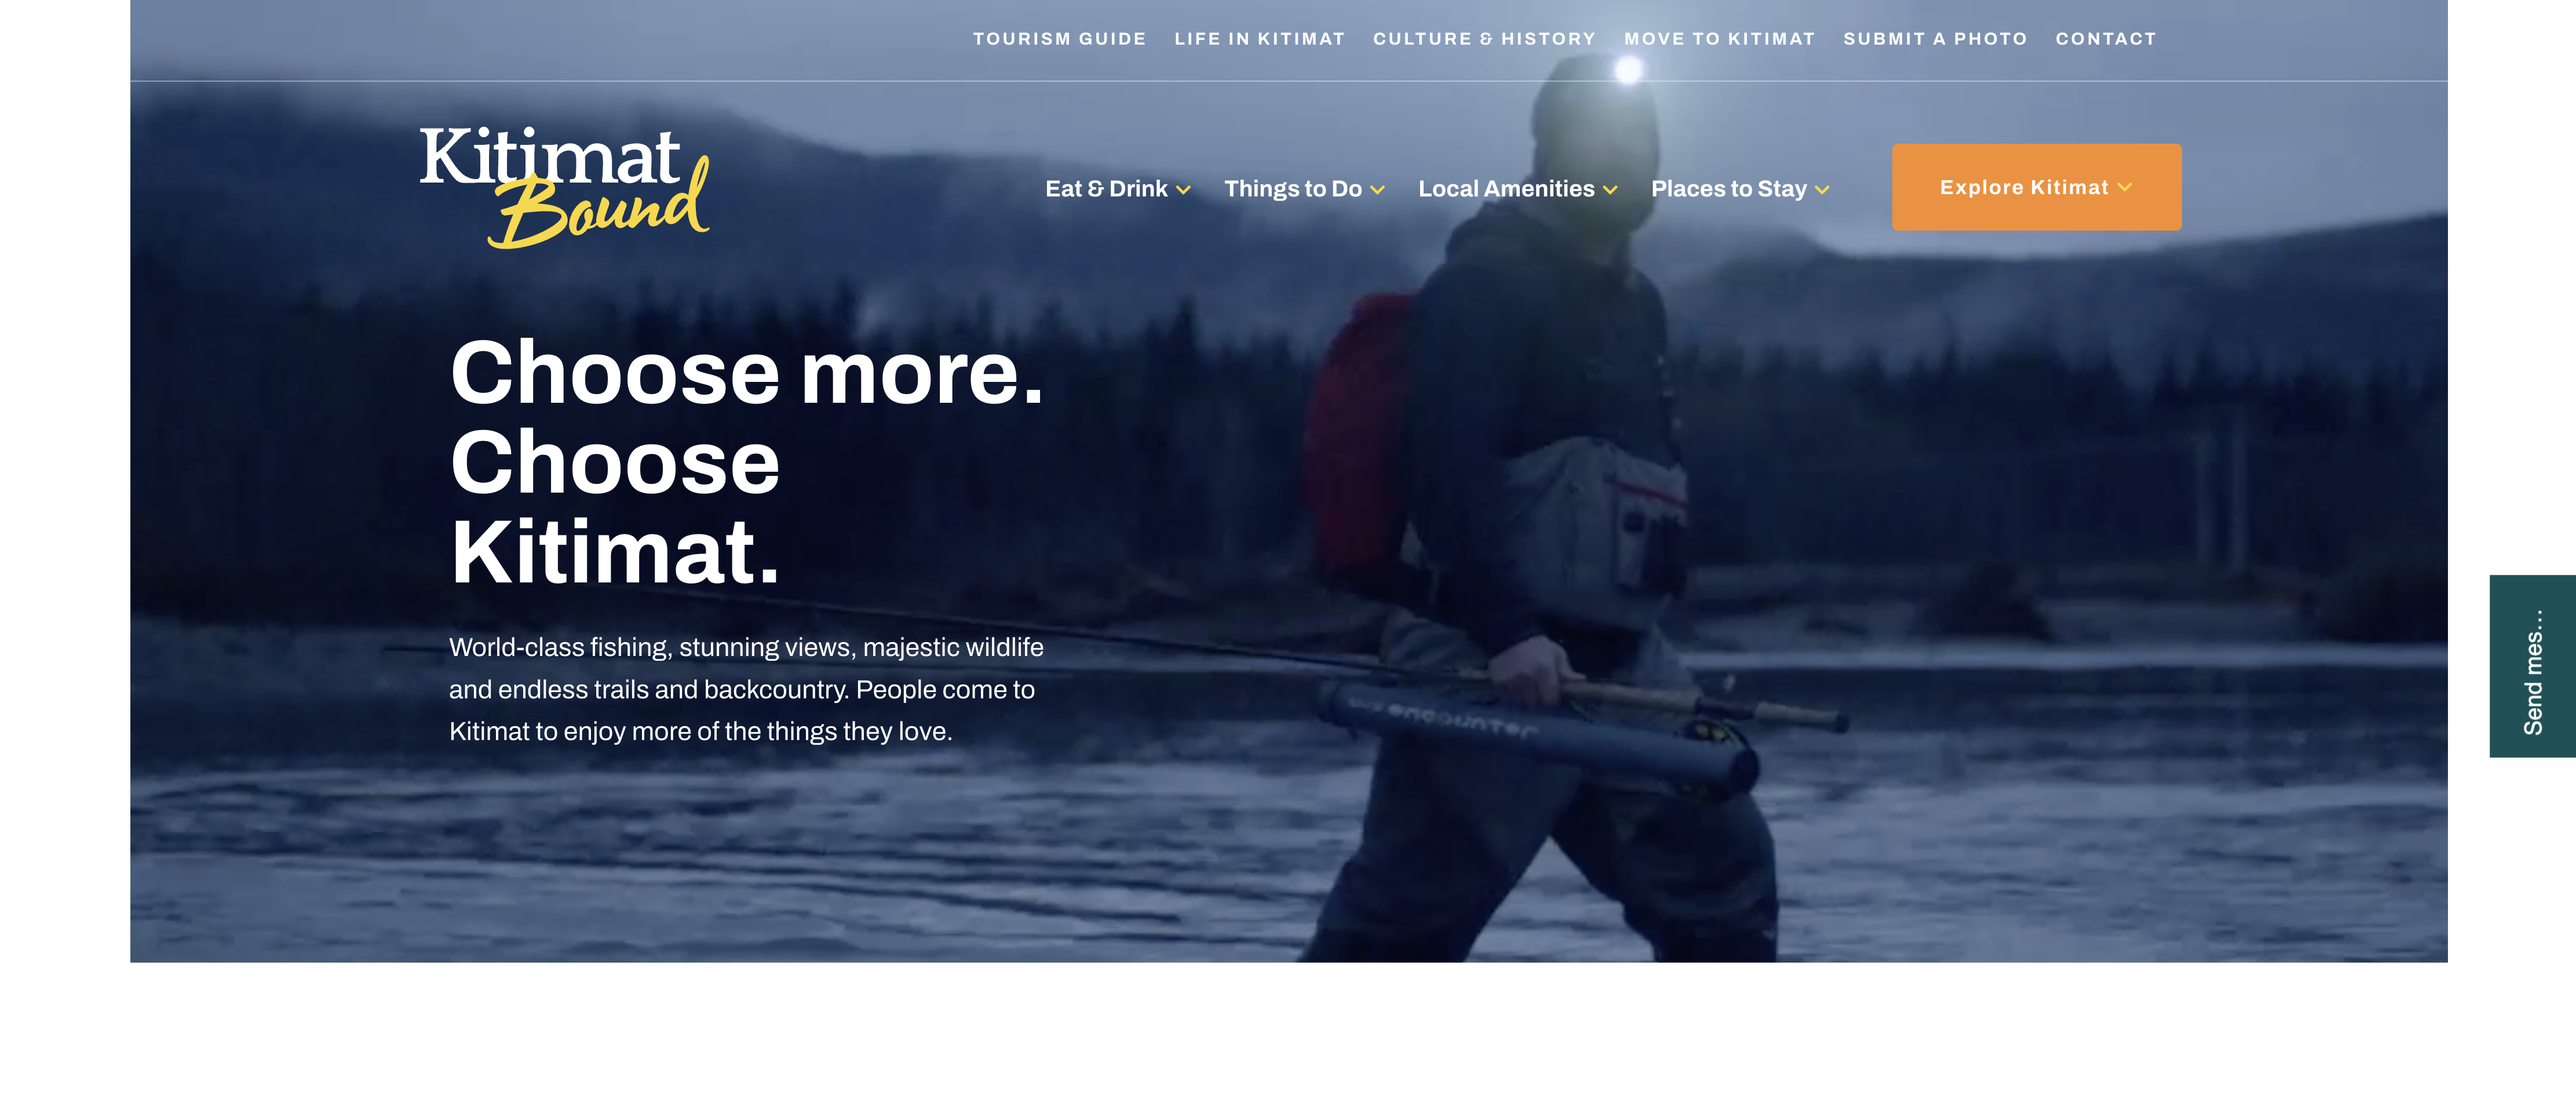 TOURISM GUIDE LIFE IN KITIMAT CULTURE & HISTORY MOVE TO KITIMAT SUBMIT A PHOTO CONTACT
Kitimat
Bound
Eat & Drink Things to Do Local Amenities Places to Stay Explore Kitimat
Choose more.
Choose
Kitimat.
World-class fishing, stunning views, majestic wildlife
and endless trails and backcountry. People come to
Kitimat to enjoy more of the things they love.
encounter
Send mes...